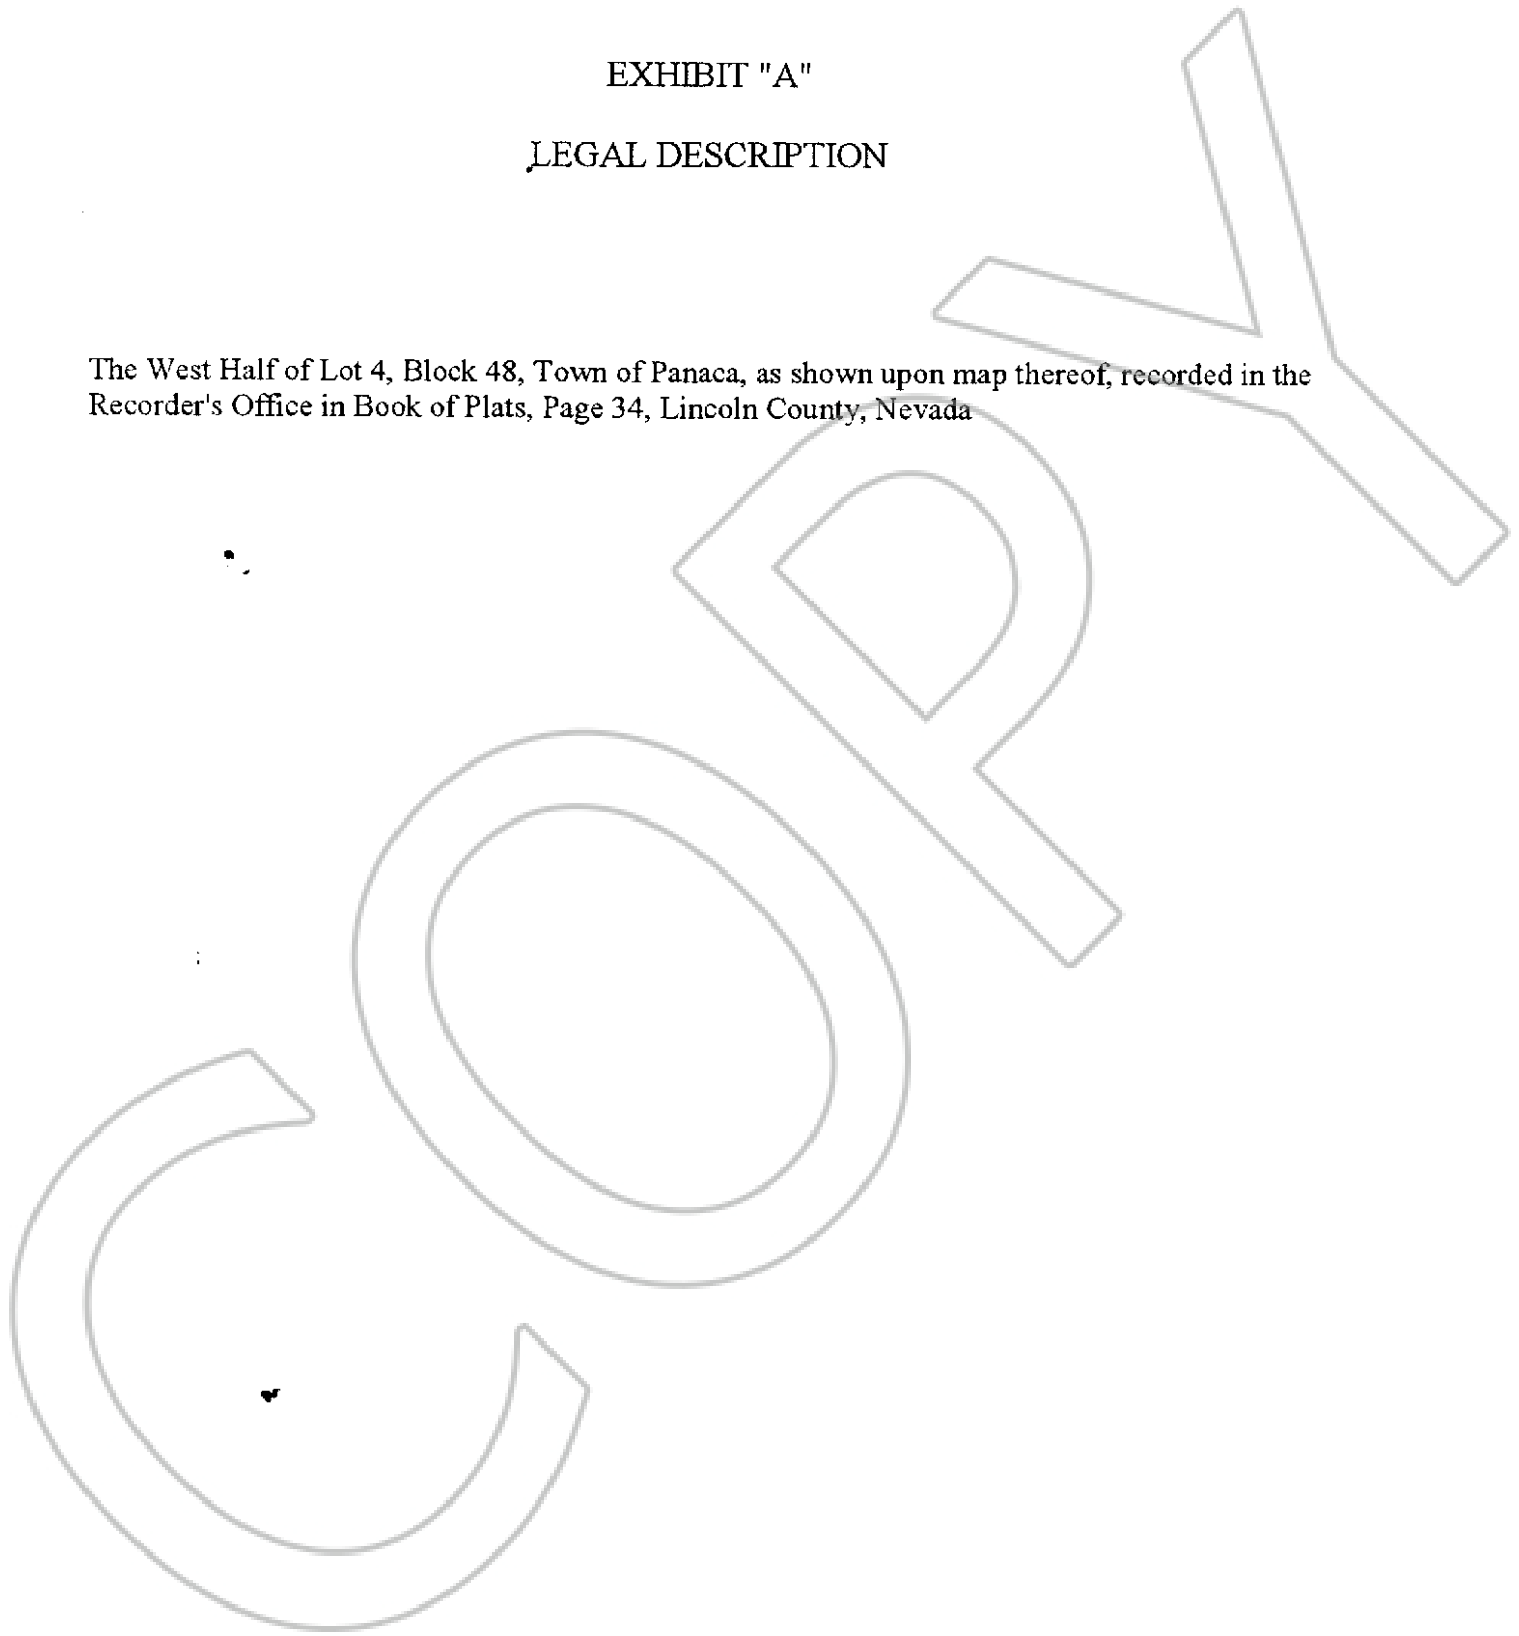 EXHIBIT "A"
LEGAL DESCRIPTION
The West Half of Lot 4, Block 48, Town of Panaca, as shown upon map thereof, recorded in the
Recorder's Office in Book of Plats, Page 34, Lincoln County, Nevada
COPY